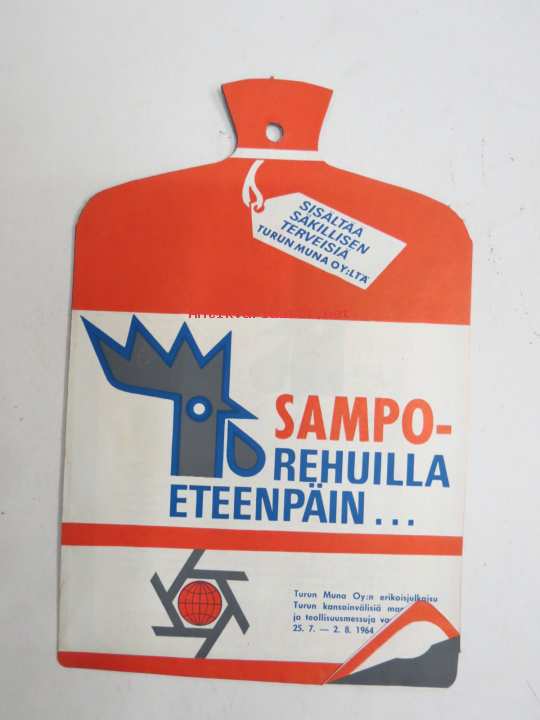 SISÄLTÄÄ
SÄKILLISEN
TERVEISIÄ
TURUN MUNA OY:LTÄ
SAMPO-
REHUILLA
ETEENPÄIN...
Turun Muna Oy:n erikoisjulkaisu
Turun kansainvälisiä
ja teollisuusmessuja
25. 7. — 2. 8. 1964